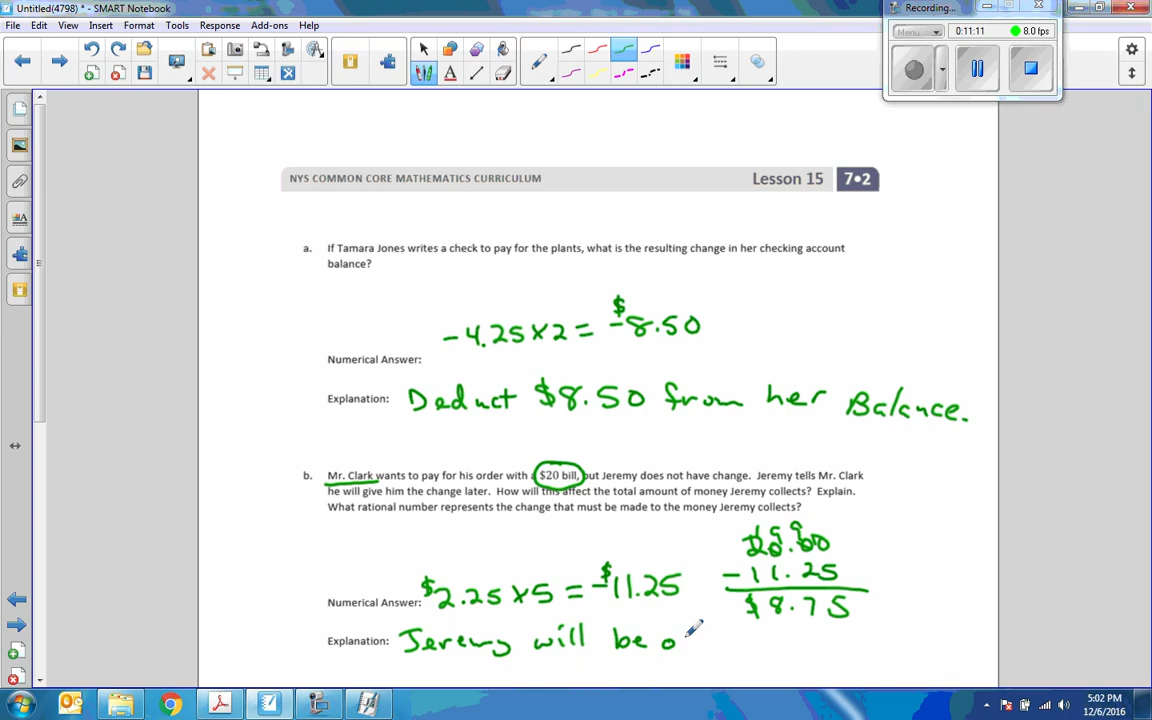 Untitled(4798) * - SMART Notebook
Recording...
File Edit View Insert Format Tools Response Add-ons Help
Menu 0:11:11 8.0 fps
NYS COMMON CORE MATHEMATICS CURRICULUM Lesson 15 7•2
a. If Tamara Jones writes a check to pay for the plants, what is the resulting change in her checking account
balance?
-4.25 x 2 = $-8.50
Numerical Answer:
Explanation: Deduct $8.50 from her Balance.
b. Mr. Clark wants to pay for his order with a $20 bill, but Jeremy does not have change. Jeremy tells Mr. Clark
he will give him the change later. How will this affect the total amount of money Jeremy collects? Explain.
What rational number represents the change that must be made to the money Jeremy collects?
20.00
-11.25
$8.75
Numerical Answer: $2.25 x 5 = $-11.25
Explanation: Jeremy will be o
5:02 PM
12/6/2016